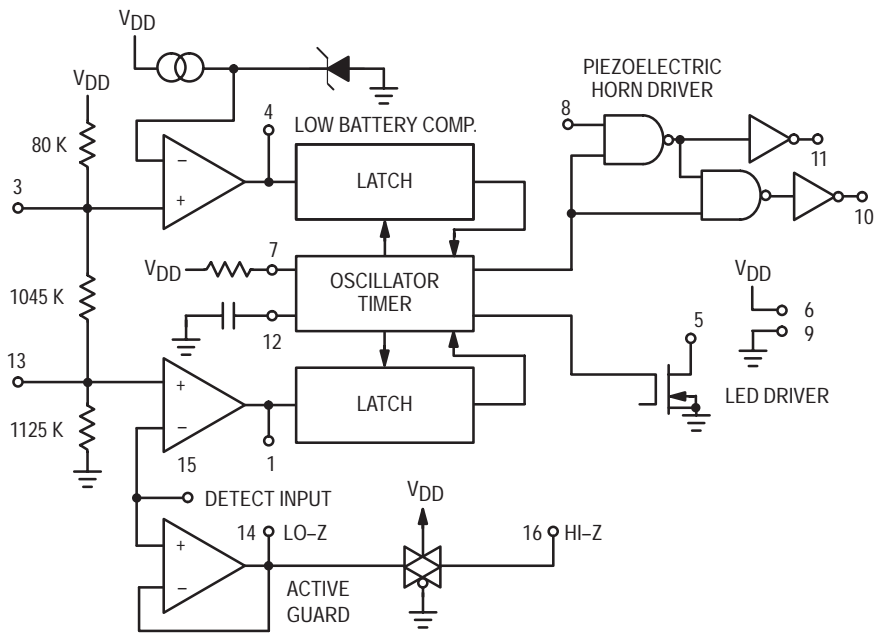 VDD
VDD
80 K
3
1045 K
13
1125 K
−
+
4
LOW BATTERY COMP.
LATCH
VDD
7
OSCILLATOR
TIMER
12
+
−
15
1
LATCH
DETECT INPUT
+
−
14 LO–Z
ACTIVE
GUARD
VDD
16 HI–Z
PIEZOELECTRIC
HORN DRIVER
8
11
10
VDD
6
9
5
LED DRIVER